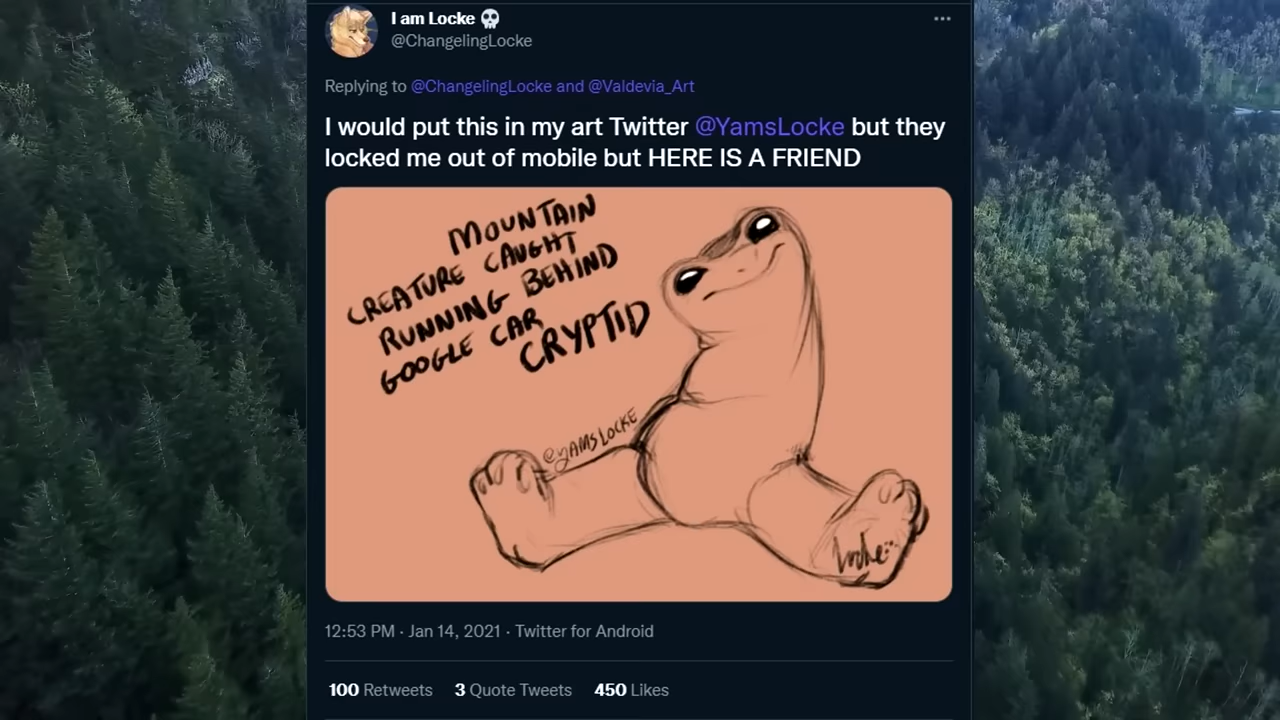 I am Locke 💀
@ChangelingLocke
Replying to @ChangelingLocke and @Valdevia_Art
I would put this in my art Twitter @YamsLocke but they
locked me out of mobile but HERE IS A FRIEND
MOUNTAIN
CREATURE CAUGHT
RUNNING BEHIND
GOOGLE CAR
CRYPTID
@YAMSLOCKE
Locke
12:53 PM · Jan 14, 2021 · Twitter for Android
100 Retweets 3 Quote Tweets 450 Likes